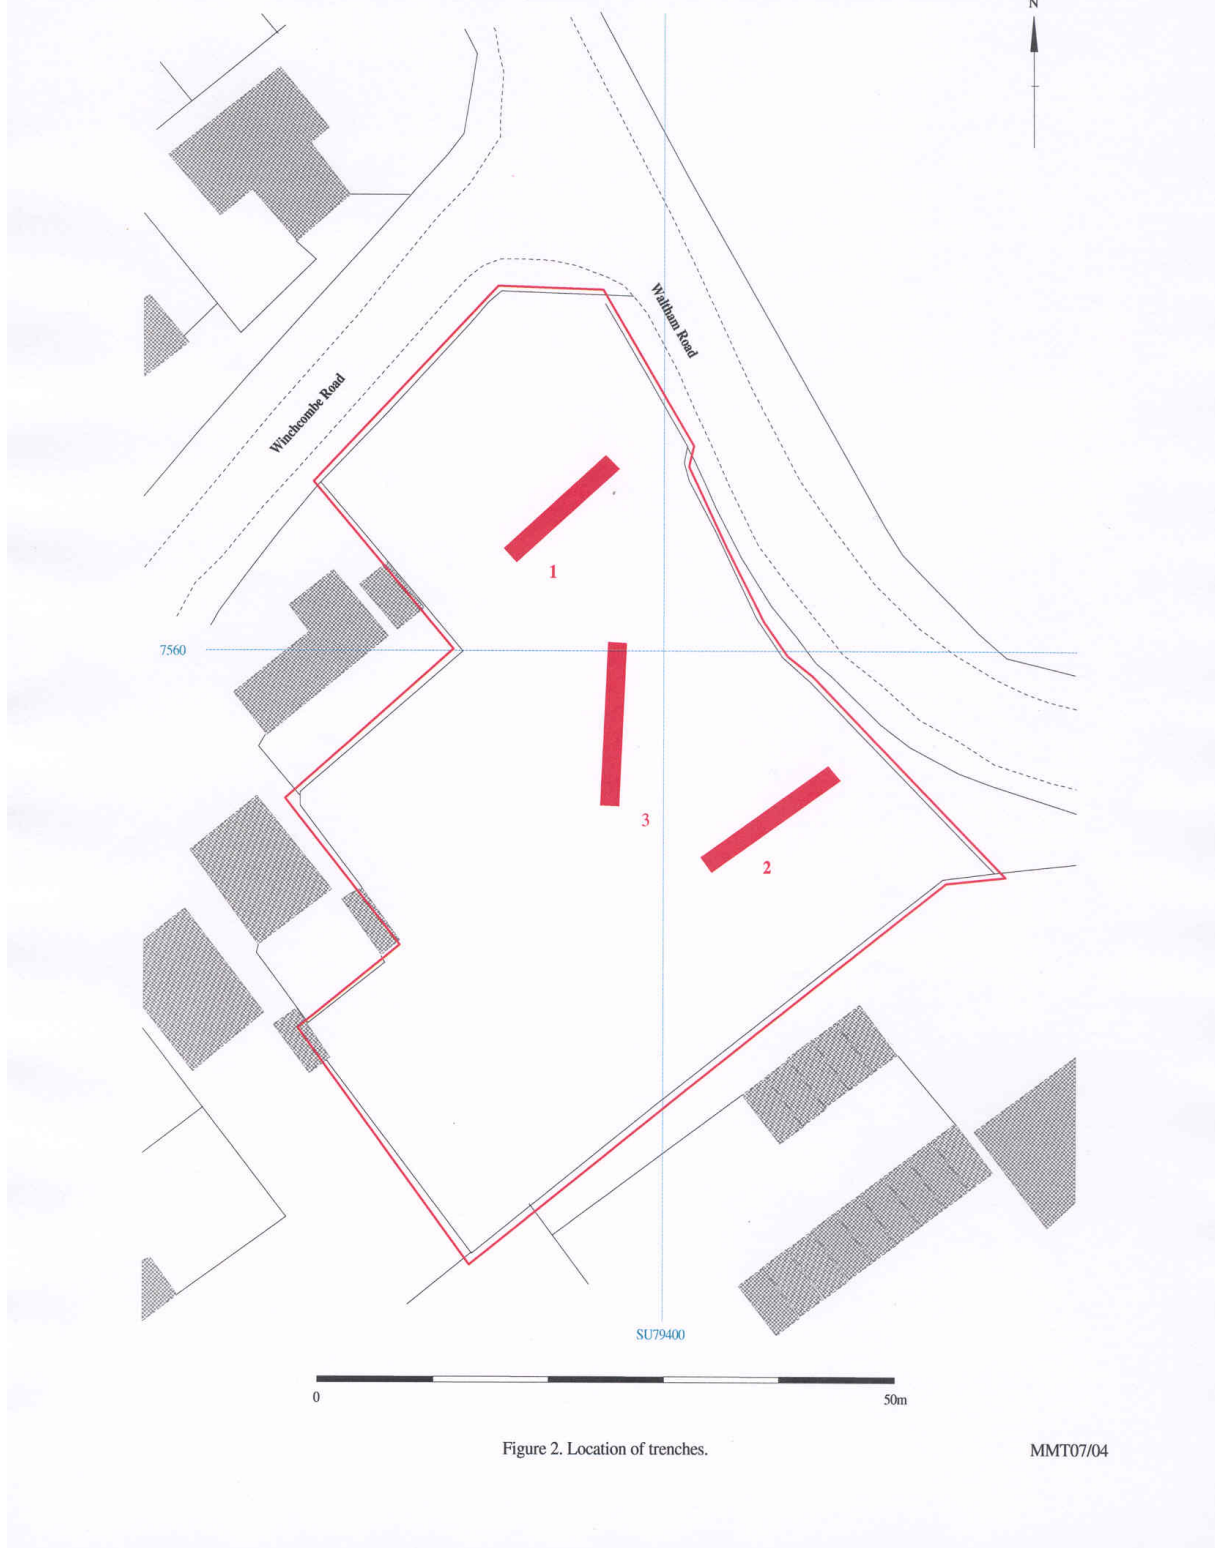 N
Waltham Road
Winchcombe Road
1
7560
3
2
SU79400
0
50m
Figure 2. Location of trenches.
MMT07/04